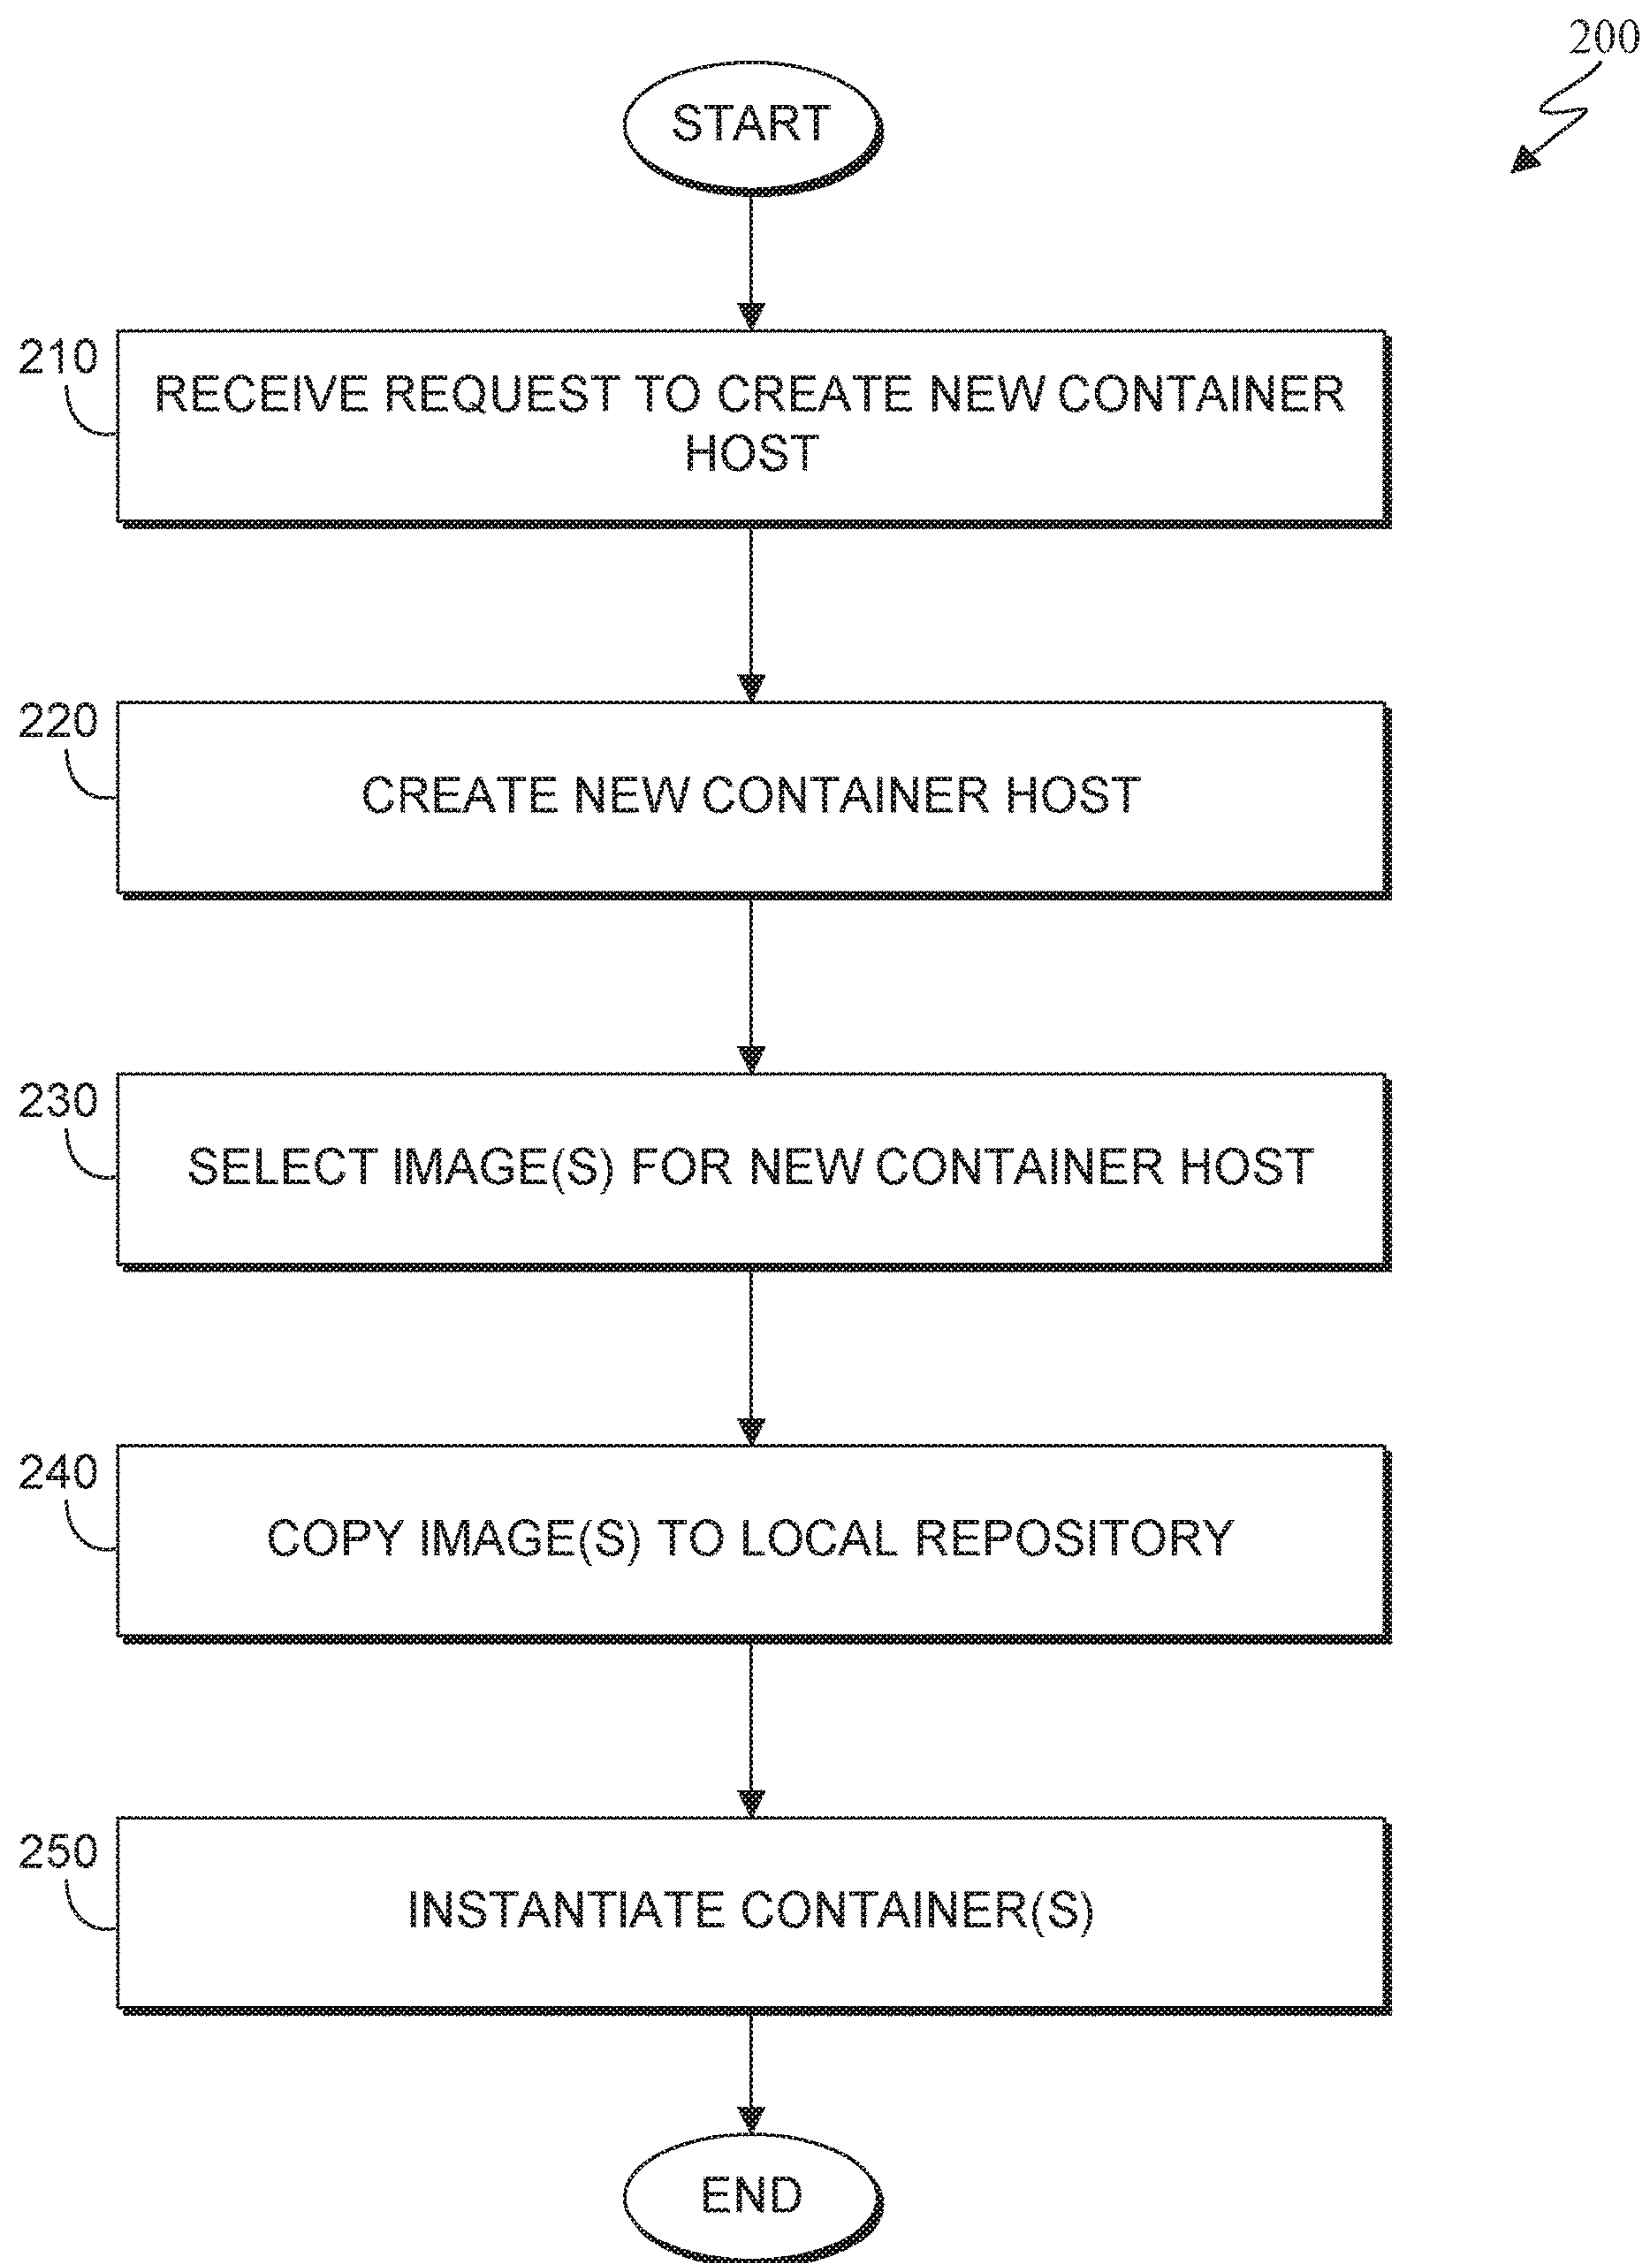 200
START
210
RECEIVE REQUEST TO CREATE NEW CONTAINER
HOST
220
CREATE NEW CONTAINER HOST
230
SELECT IMAGE(S) FOR NEW CONTAINER HOST
240
COPY IMAGE(S) TO LOCAL REPOSITORY
250
INSTANTIATE CONTAINER(S)
END